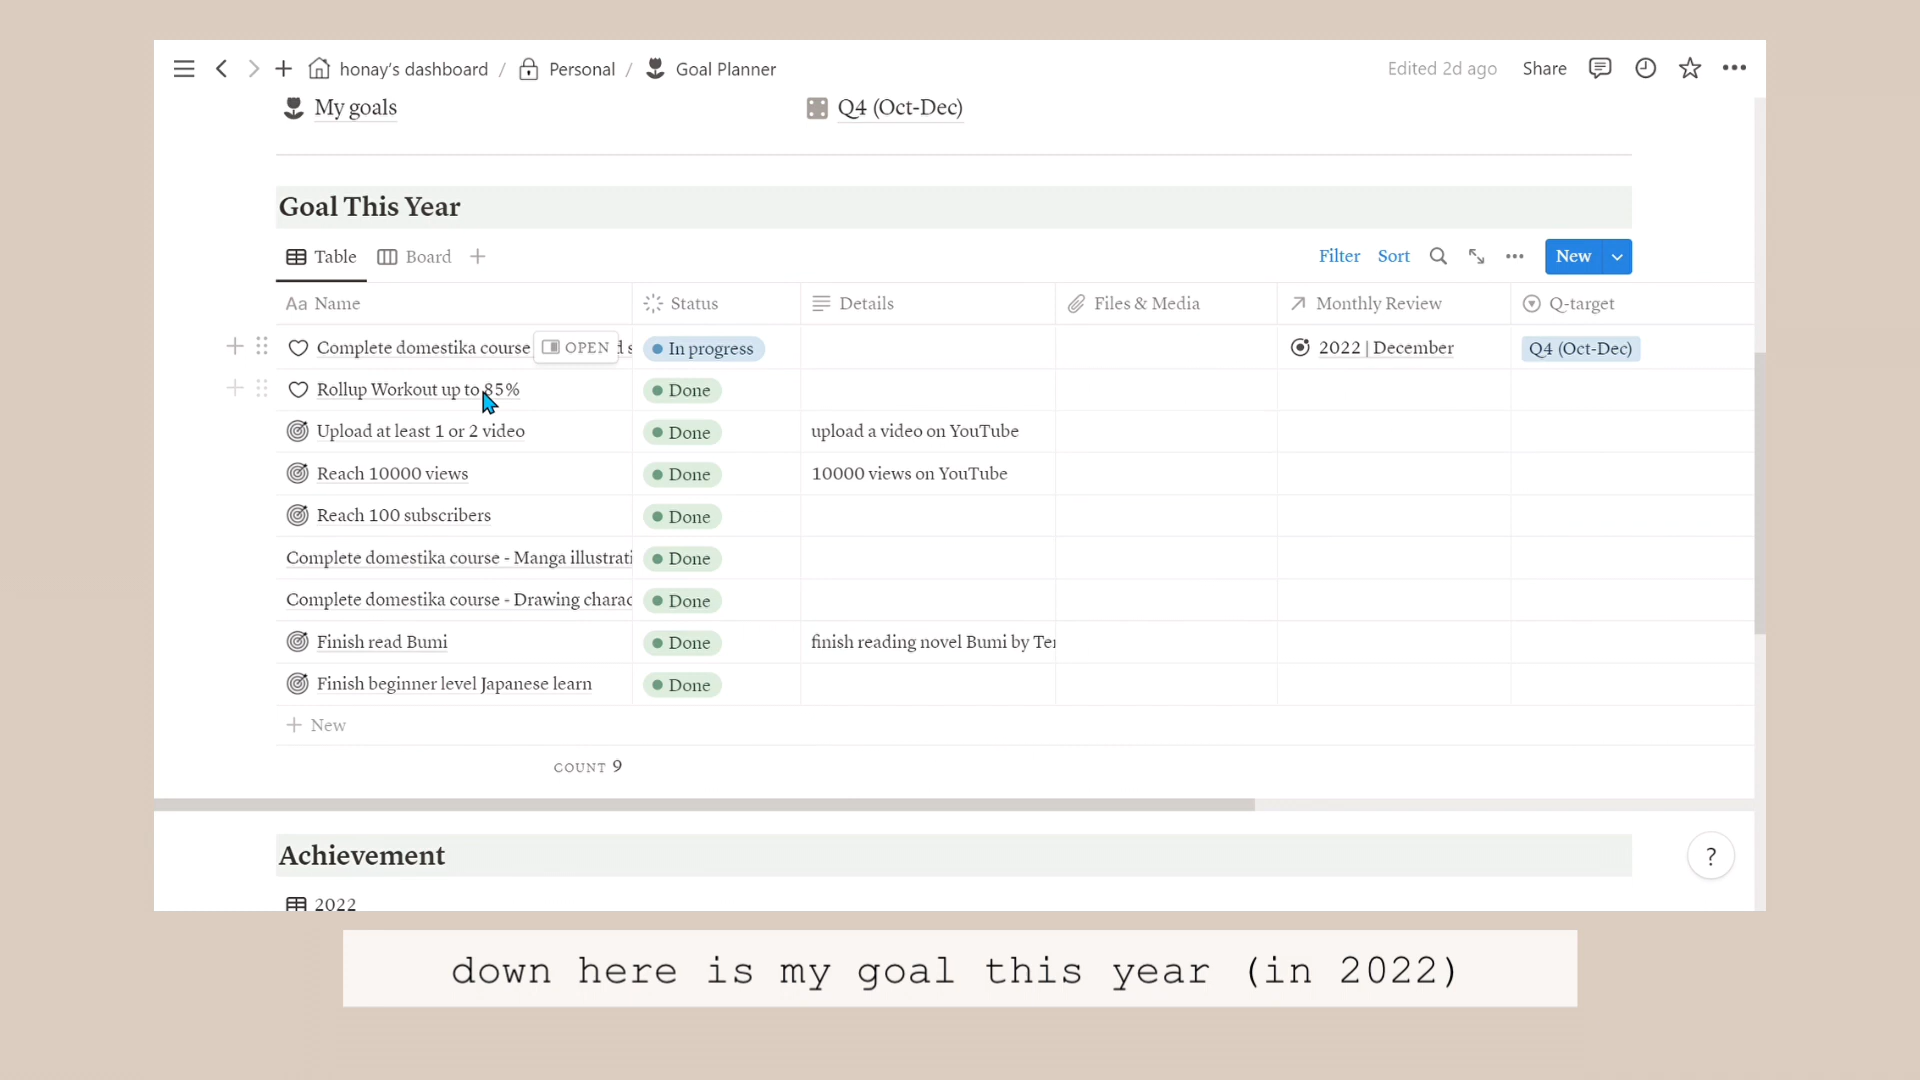 honay's dashboard / Personal / Goal Planner Edited 2d ago Share
My goals Q4 (Oct-Dec)
Goal This Year
Table Board Filter Sort New
Aa Name Status Details Files & Media Monthly Review Q-target
Complete domestika course OPEN In progress 2022 | December Q4 (Oct-Dec)
Rollup Workout up to 85% Done
Upload at least 1 or 2 video Done upload a video on YouTube
Reach 10000 views Done 10000 views on YouTube
Reach 100 subscribers Done
Complete domestika course - Manga illustrati Done
Complete domestika course - Drawing charac Done
Finish read Bumi Done finish reading novel Bumi by Ter
Finish beginner level Japanese learn Done
New
COUNT 9
Achievement
?
2022
down here is my goal this year (in 2022)